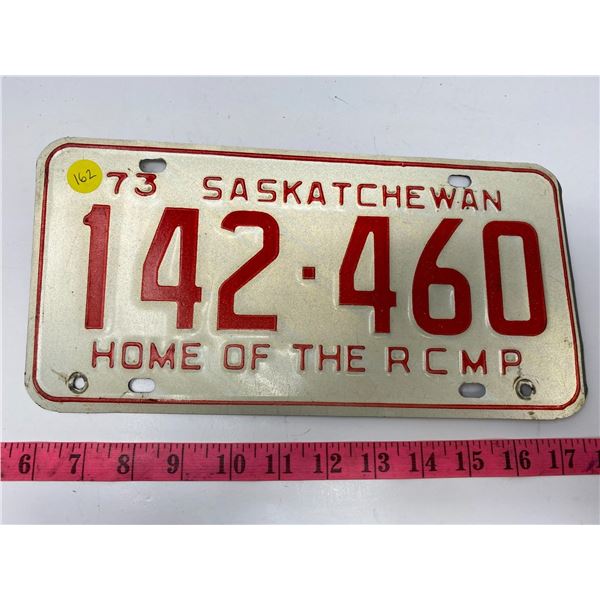 162
73 SASKATCHEWAN
142·460
HOME OF THE RCMP
6 7 8 9 10 11 12 13 14 15 16 17